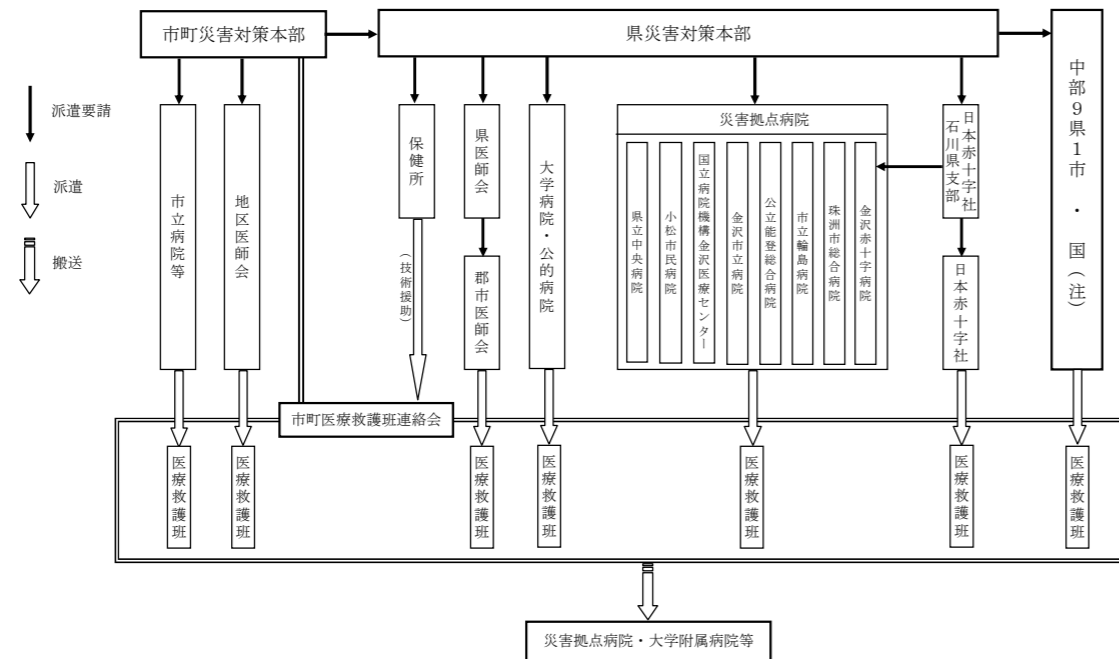 市町災害対策本部
県災害対策本部
中部9県1市 ・ 国(注)
派遣要請
派遣
搬送
市立病院等
地区医師会
保健所
(技術援助)
県医師会
郡市医師会
大学病院・公的病院
災害拠点病院
県立中央病院
小松市民病院
国立病院機構金沢医療センター
金沢市立病院
公立能登総合病院
市立輪島病院
珠洲市総合病院
金沢赤十字病院
日本赤十字社
石川県支部
日本赤十字社
市町医療救護班連絡会
医療救護班
医療救護班
医療救護班
医療救護班
医療救護班
医療救護班
医療救護班
災害拠点病院・大学附属病院等